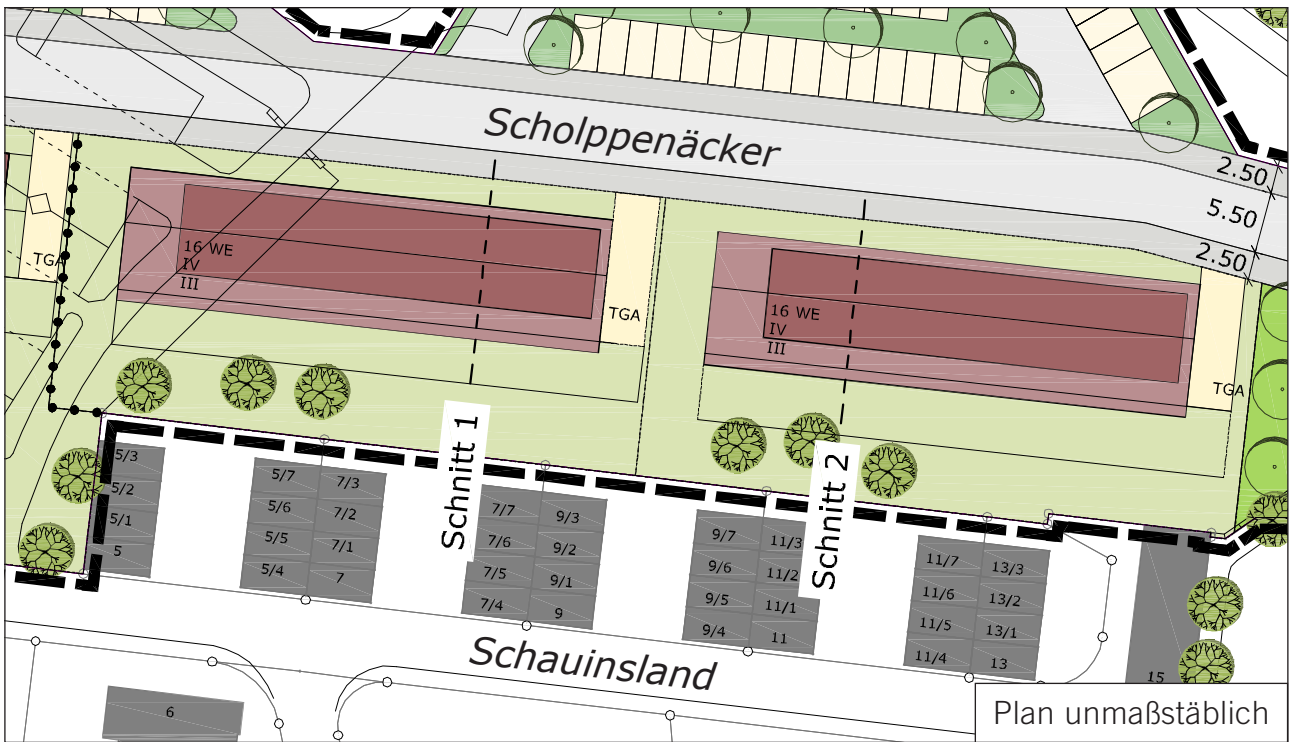 Scholppenäcker
2.50
5.50
2.50
TGA
16 WE
IV
III
TGA
16 WE
IV
III
TGA
Schnitt 1
Schnitt 2
5/3
5/2
5/1
5
5/7
5/6
5/5
5/4
7/3
7/2
7/1
7
7/7
7/6
7/5
7/4
9/3
9/2
9/1
9
9/7
9/6
9/5
9/4
11/3
11/2
11/1
11
11/7
11/6
11/5
11/4
13/3
13/2
13/1
13
15
Schauinsland
6
Plan unmaßstäblich